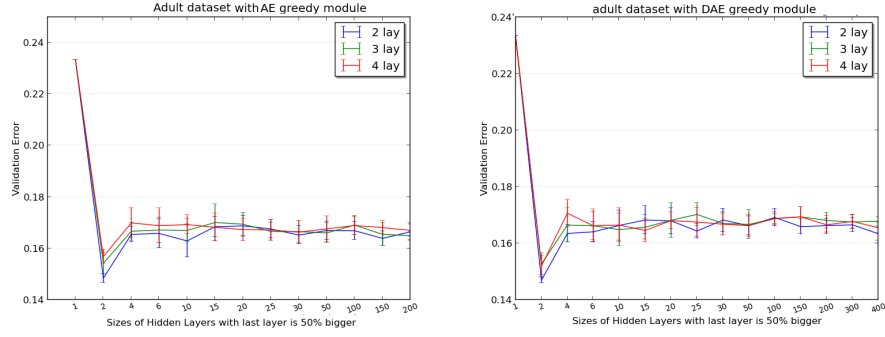 Adult dataset with AE greedy module
0.24
0.22
0.20
0.18
0.16
0.14
Validation Error
2 lay
3 lay
4 lay
1 2 4 6 10 15 20 25 30 50 100 150 200
Sizes of Hidden Layers with last layer is 50% bigger
adult dataset with DAE greedy module
0.24
0.22
0.20
0.18
0.16
0.14
Validation Error
2 lay
3 lay
4 lay
1 2 4 6 10 15 20 25 30 50 100 150 200 300 400
Sizes of Hidden Layers with last layer is 50% bigger